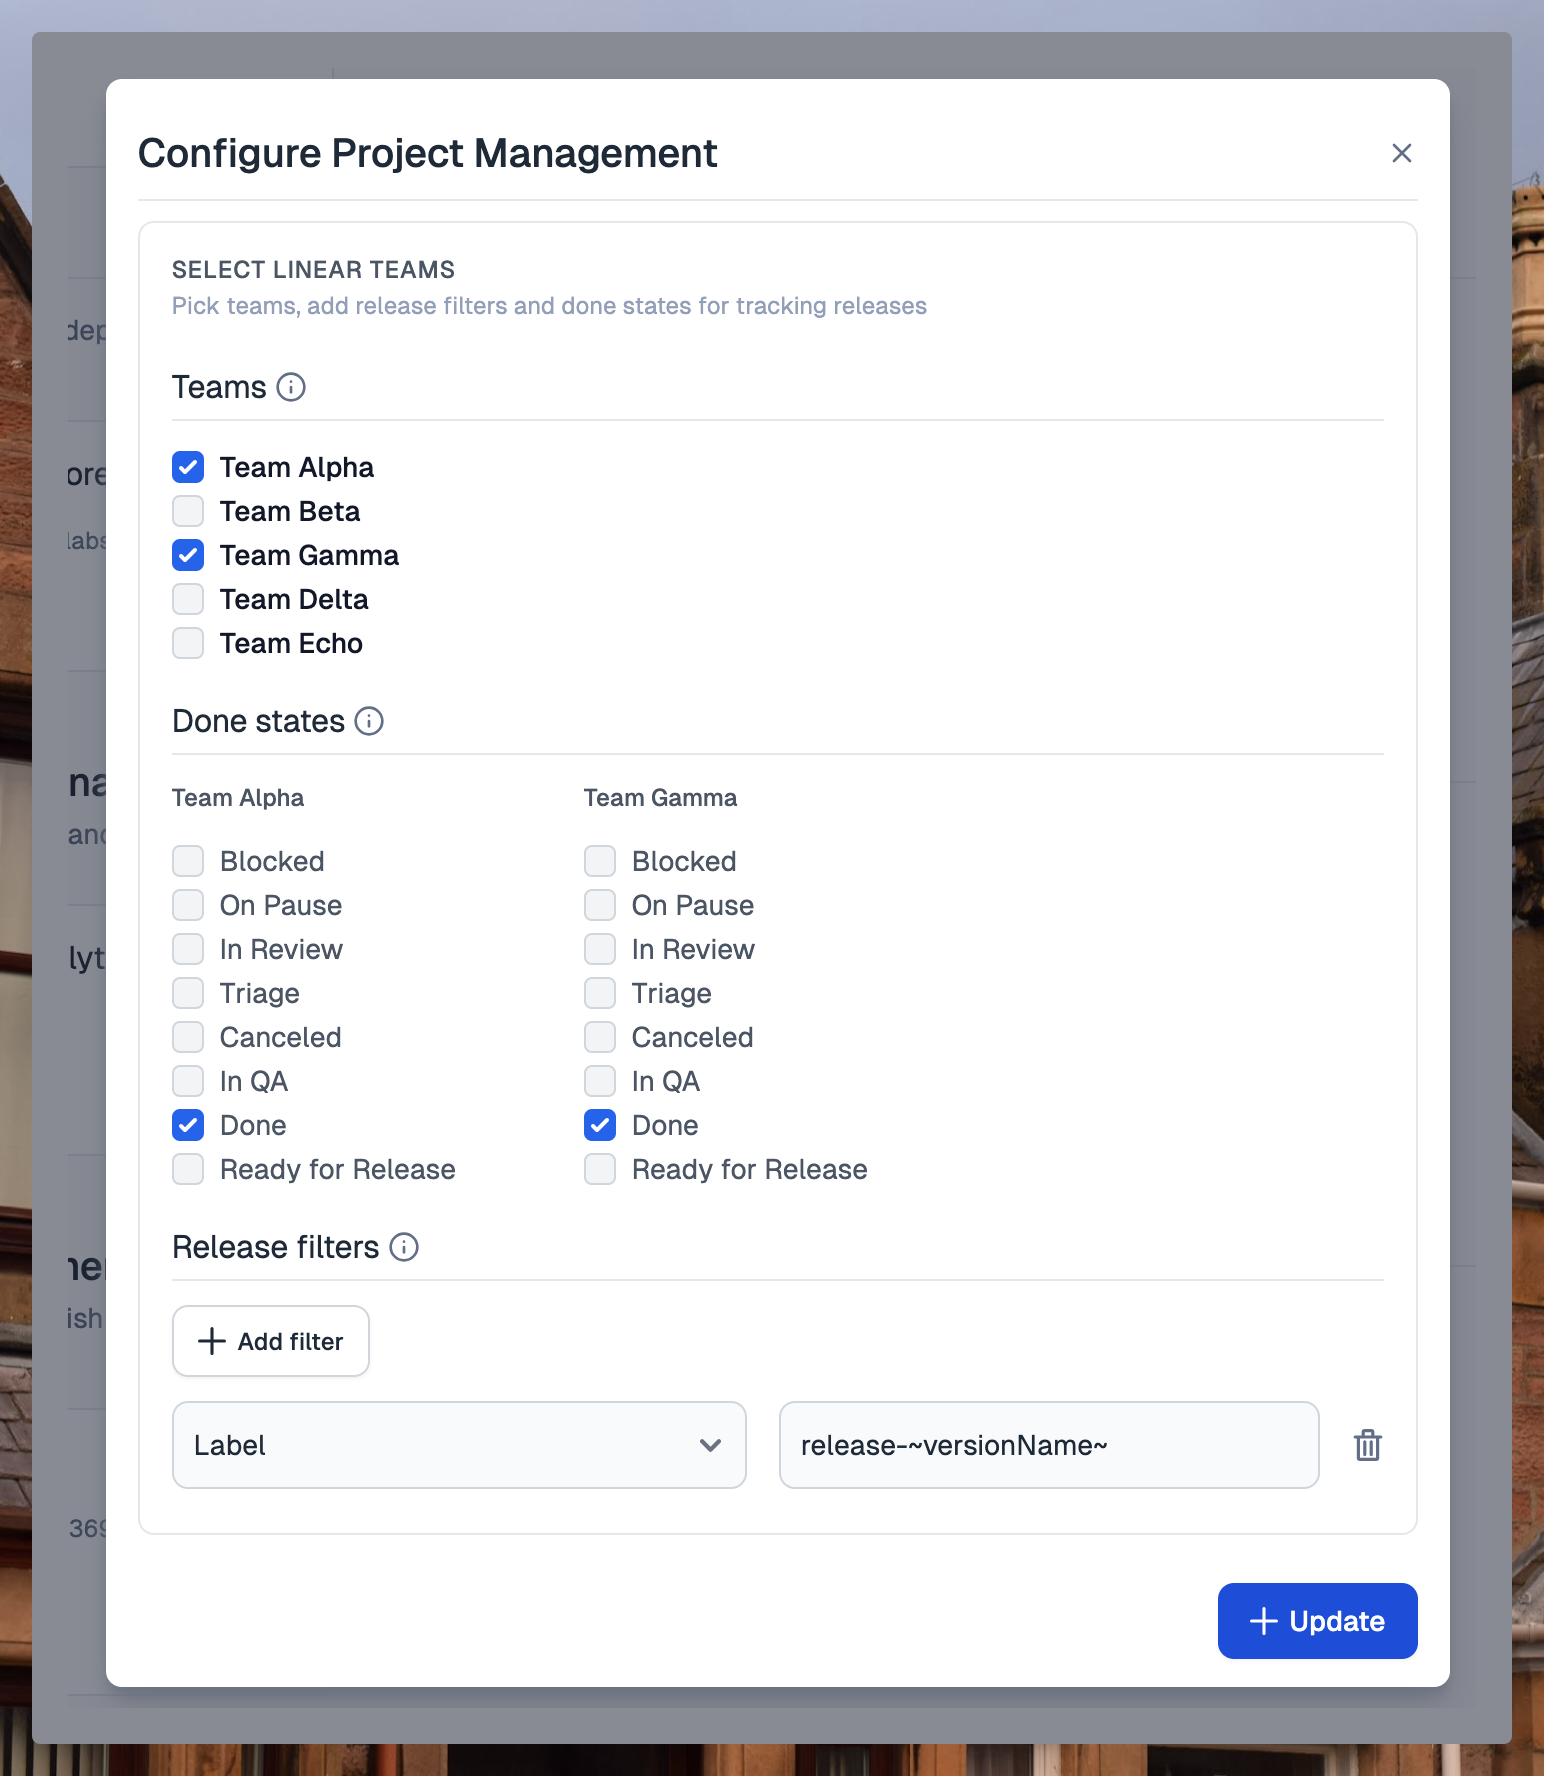 Configure Project Management
SELECT LINEAR TEAMS
Pick teams, add release filters and done states for tracking releases
Teams
Team Alpha
Team Beta
Team Gamma
Team Delta
Team Echo
Done states
Team Alpha
Blocked
On Pause
In Review
Triage
Canceled
In QA
Done
Ready for Release
Team Gamma
Blocked
On Pause
In Review
Triage
Canceled
In QA
Done
Ready for Release
Release filters
Add filter
Label
release-~versionName~
Update